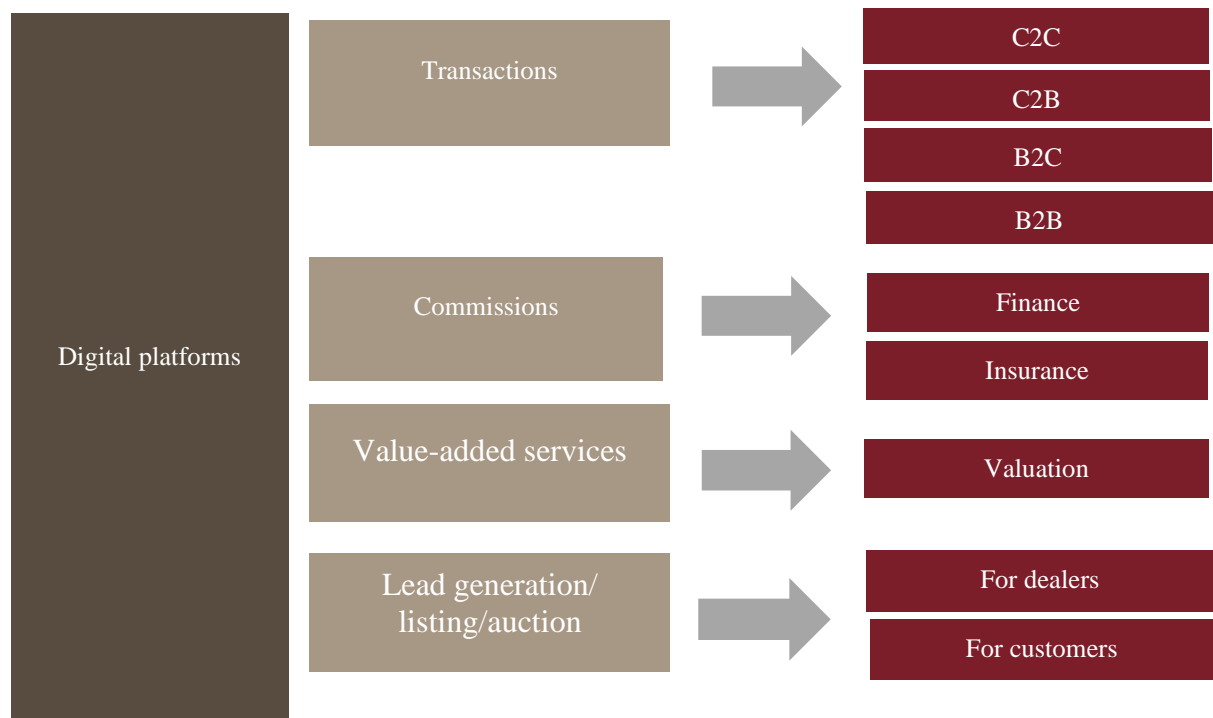 Digital platforms
Transactions
C2C
C2B
B2C
B2B
Commissions
Finance
Insurance
Value-added services
Valuation
Lead generation/
listing/auction
For dealers
For customers